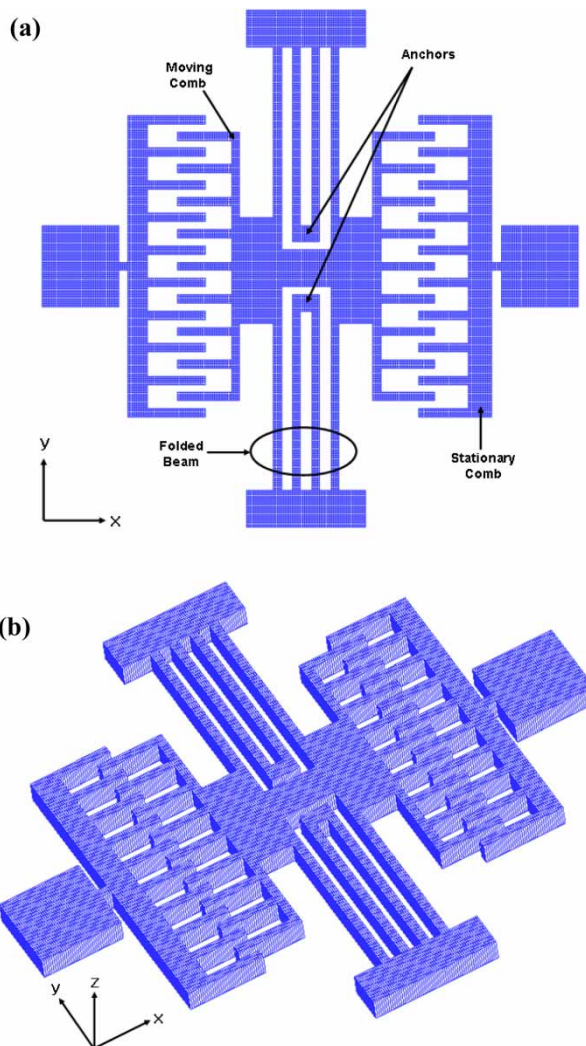 (a)
Anchors
Moving
Comb
Folded
Beam
Stationary
Comb
y
x
(b)
y
z
x